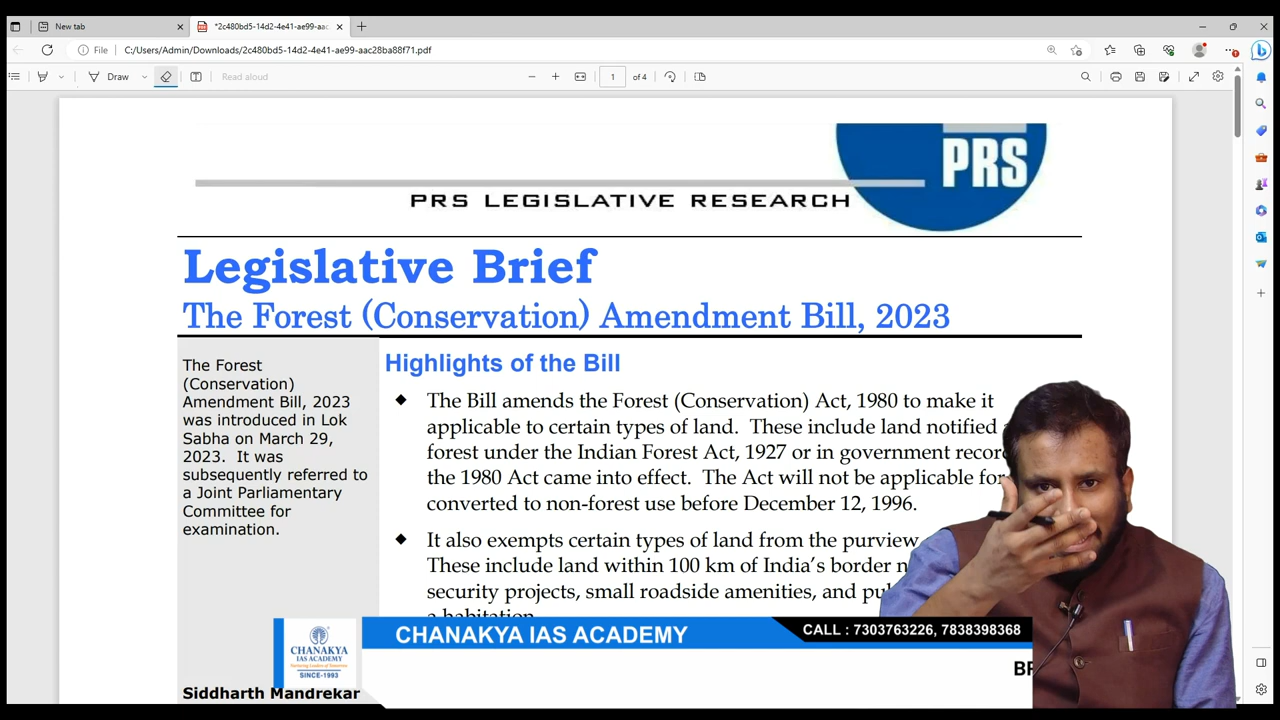 New tab
*2c480bd5-14d2-4e41-ae99-aac
File
C:/Users/Admin/Downloads/2c480bd5-14d2-4e41-ae99-aac28ba88f71.pdf
Draw
Read aloud
1 of 4
PRS
PRS LEGISLATIVE RESEARCH
Legislative Brief
The Forest (Conservation) Amendment Bill, 2023
The Forest
(Conservation)
Amendment Bill, 2023
was introduced in Lok
Sabha on March 29,
2023. It was
subsequently referred to
a Joint Parliamentary
Committee for
examination.
Siddharth Mandrekar
Highlights of the Bill
The Bill amends the Forest (Conservation) Act, 1980 to make it
applicable to certain types of land. These include land notified
forest under the Indian Forest Act, 1927 or in government
the 1980 Act came into effect. The Act will not be applicable for
converted to non-forest use before December 12, 1996.
It also exempts certain types of land from the purview
These include land within 100 km of India's border
security projects, small roadside amenities, and
a habitation
CHANAKYA
IAS ACADEMY
Nurturing Leaders of Tomorrow
SINCE-1993
CHANAKYA IAS ACADEMY
CALL : 7303763226, 7838398368